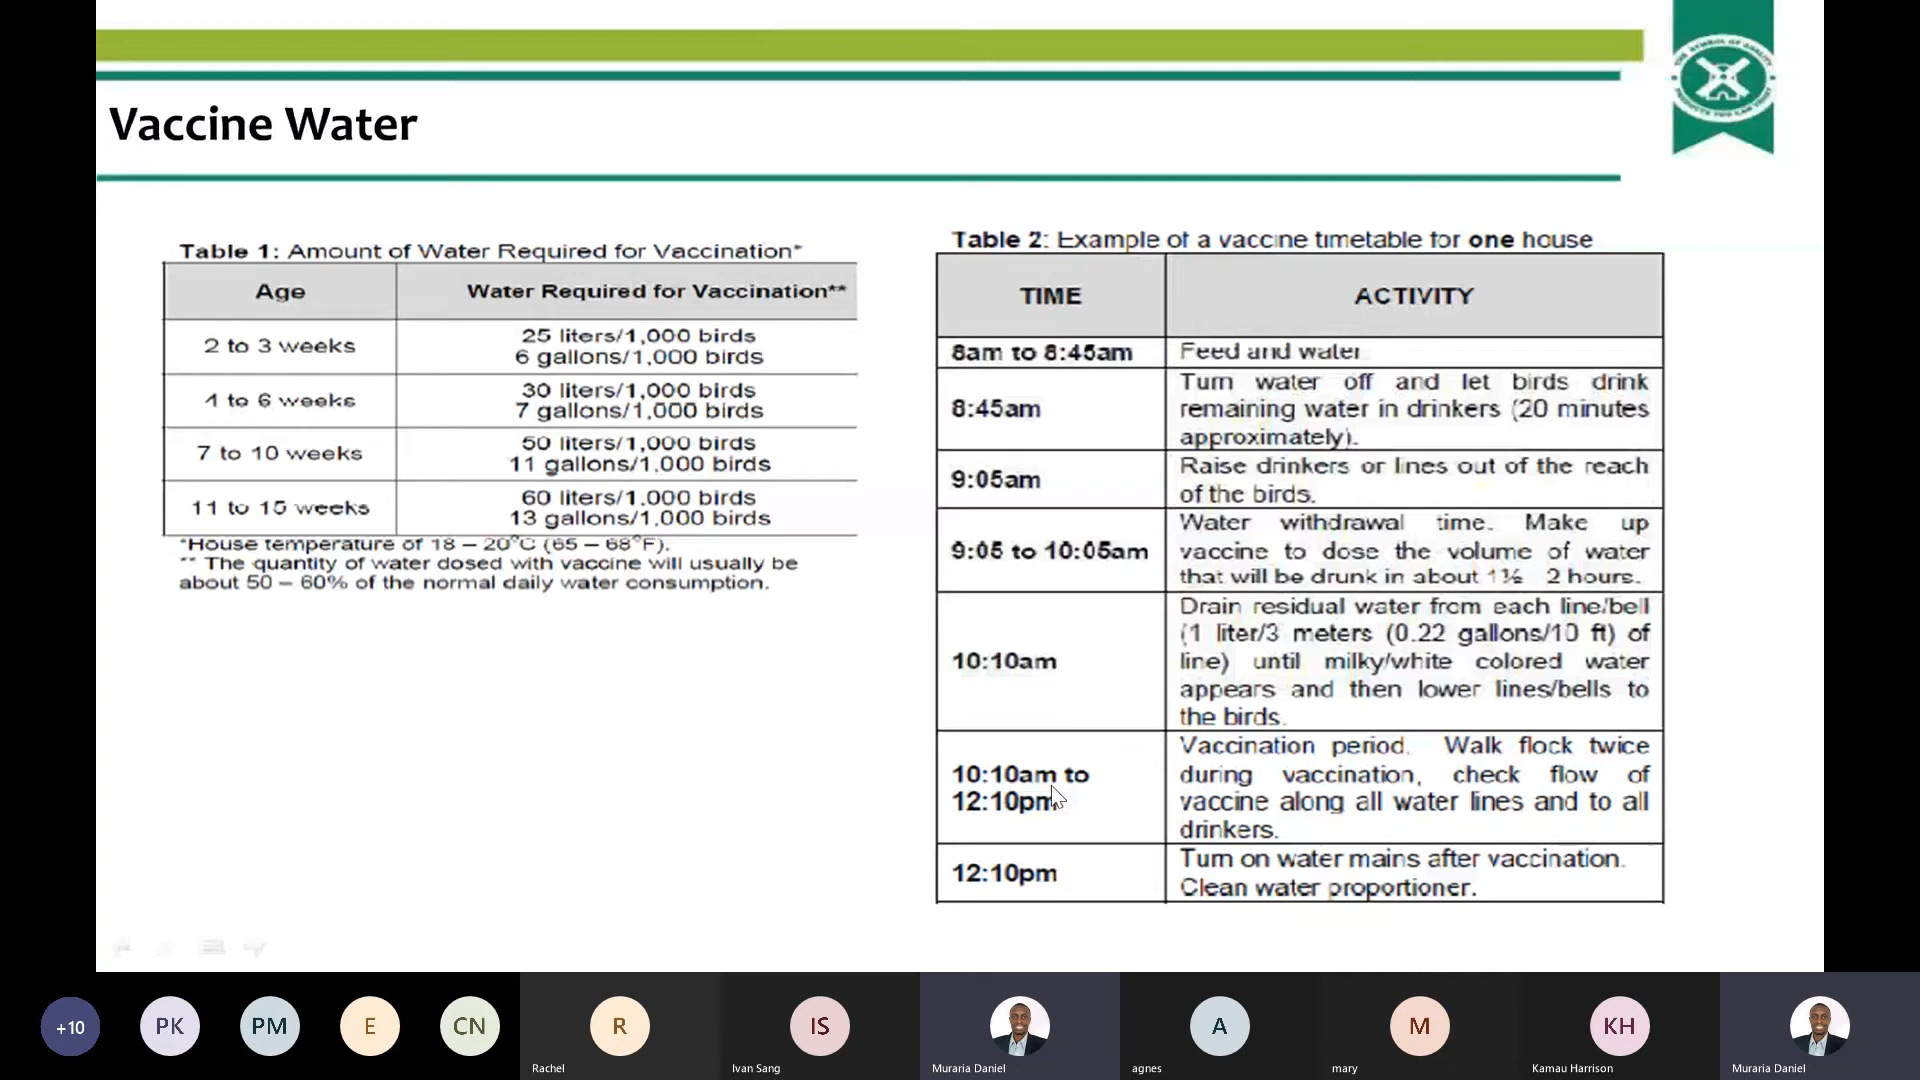 Vaccine Water
Table 1: Amount of Water Required for Vaccination*
Age
Water Required for Vaccination**
2 to 3 weeks
25 liters/1,000 birds
6 gallons/1,000 birds
4 to 6 weeks
30 liters/1,000 birds
7 gallons/1,000 birds
7 to 10 weeks
50 liters/1,000 birds
11 gallons/1,000 birds
11 to 15 weeks
60 liters/1,000 birds
13 gallons/1,000 birds
*House temperature of 18 – 20°C (65 – 68°F).
** The quantity of water dosed with vaccine will usually be
about 50 – 60% of the normal daily water consumption.
Table 2: Example of a vaccine timetable for one house
TIME
ACTIVITY
8am to 8:45am
Feed and water
8:45am
Turn water off and let birds drink
remaining water in drinkers (20 minutes
approximately).
9:05am
Raise drinkers or lines out of the reach
of the birds.
9:05 to 10:05am
Water withdrawal time. Make up
vaccine to dose the volume of water
that will be drunk in about 1½ 2 hours.
10:10am
Drain residual water from each line/bell
(1 liter/3 meters (0.22 gallons/10 ft) of
line) until milky/white colored water
appears and then lower lines/bells to
the birds.
10:10am to
12:10pm
Vaccination period. Walk flock twice
during vaccination, check flow of
vaccine along all water lines and to all
drinkers.
12:10pm
Turn on water mains after vaccination.
Clean water proportioner.
+10
PK
PM
E
CN
R
Rachel
IS
Ivan Sang
Muraria Daniel
A
agnes
M
mary
KH
Kamau Harrison
Muraria Daniel